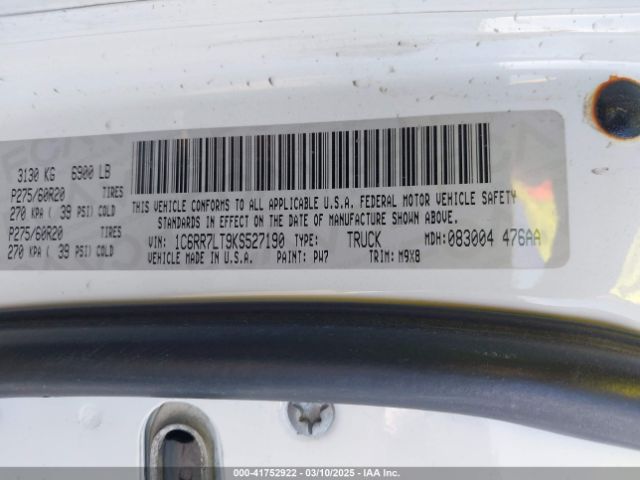 3130 KG 6900 LB
P275/60R20 TIRES
270 KPA ( 39 PSI) COLD
P275/60R20 TIRES
270 KPA ( 39 PSI) COLD
THIS VEHICLE CONFORMS TO ALL APPLICABLE U.S.A. FEDERAL MOTOR VEHICLE SAFETY
STANDARDS IN EFFECT ON THE DATE OF MANUFACTURE SHOWN ABOVE.
VIN: 1C6RR7LT9KS527190 TYPE: TRUCK MDH: 083004 476AA
VEHICLE MADE IN U.S.A. PAINT: PW7 TRIM: M9X8
000-41752922 — 03/10/2025 — IAA Inc.